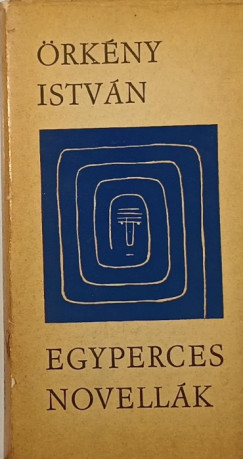 ÖRKÉNY
ISTVÁN
EGYPERCES
NOVELLÁK